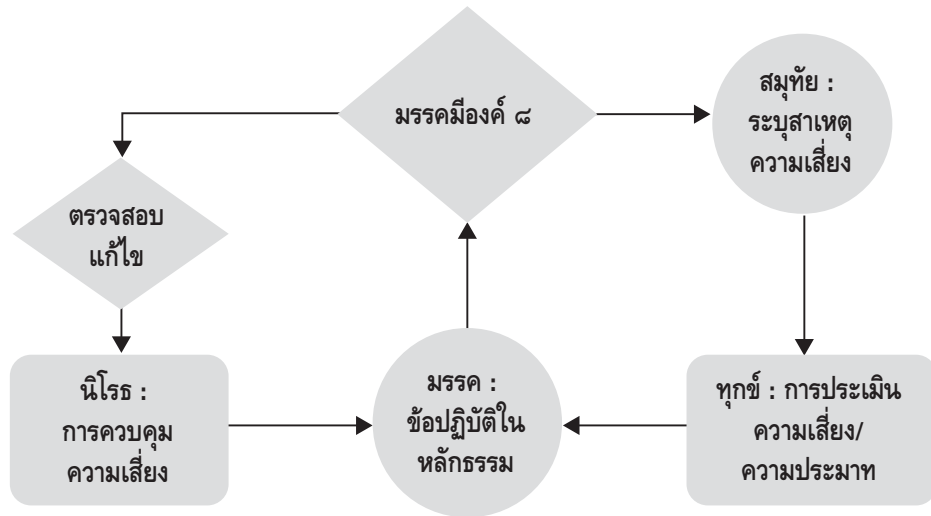 มรรคมีองค์ ๘
สมุทัย :
ระบุสาเหตุ
ความเสี่ยง
ตรวจสอบ
แก้ไข
นิโรธ :
การควบคุม
ความเสี่ยง
มรรค :
ข้อปฏิบัติใน
หลักธรรม
ทุกข์ : การประเมิน
ความเสี่ยง/
ความประมาท